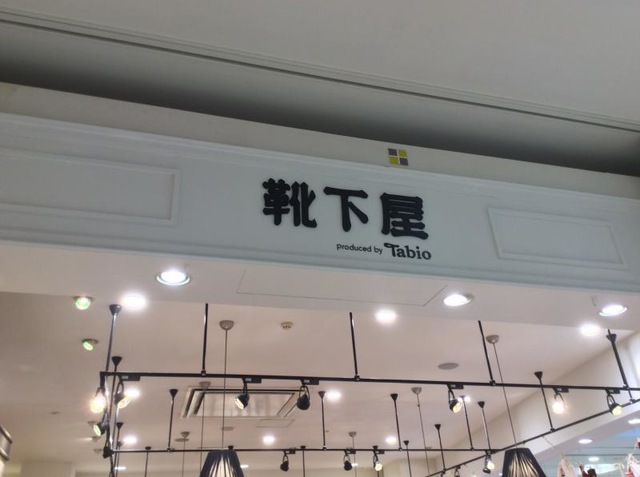 靴下屋
produced by Tabio